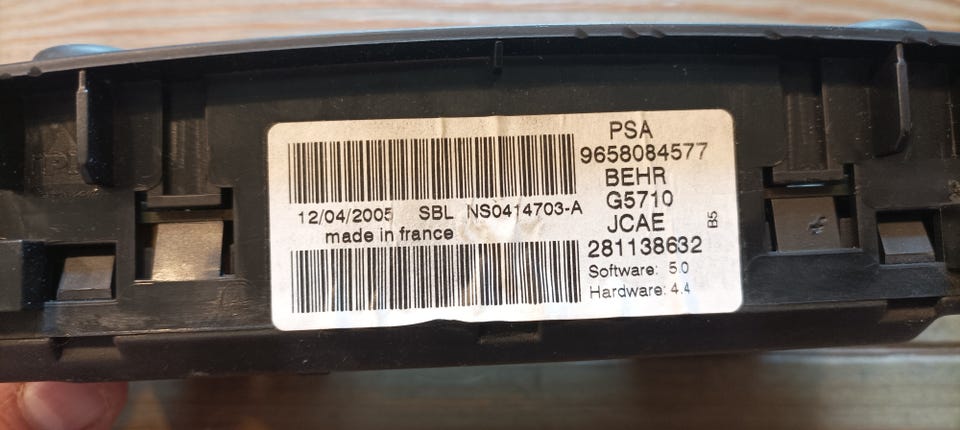 PSA
9658084577
BEHR
G5710
JCAE
281138632
B5
Software: 5.0
Hardware: 4.4
12/04/2005 SBL NS0414703-A
made in france